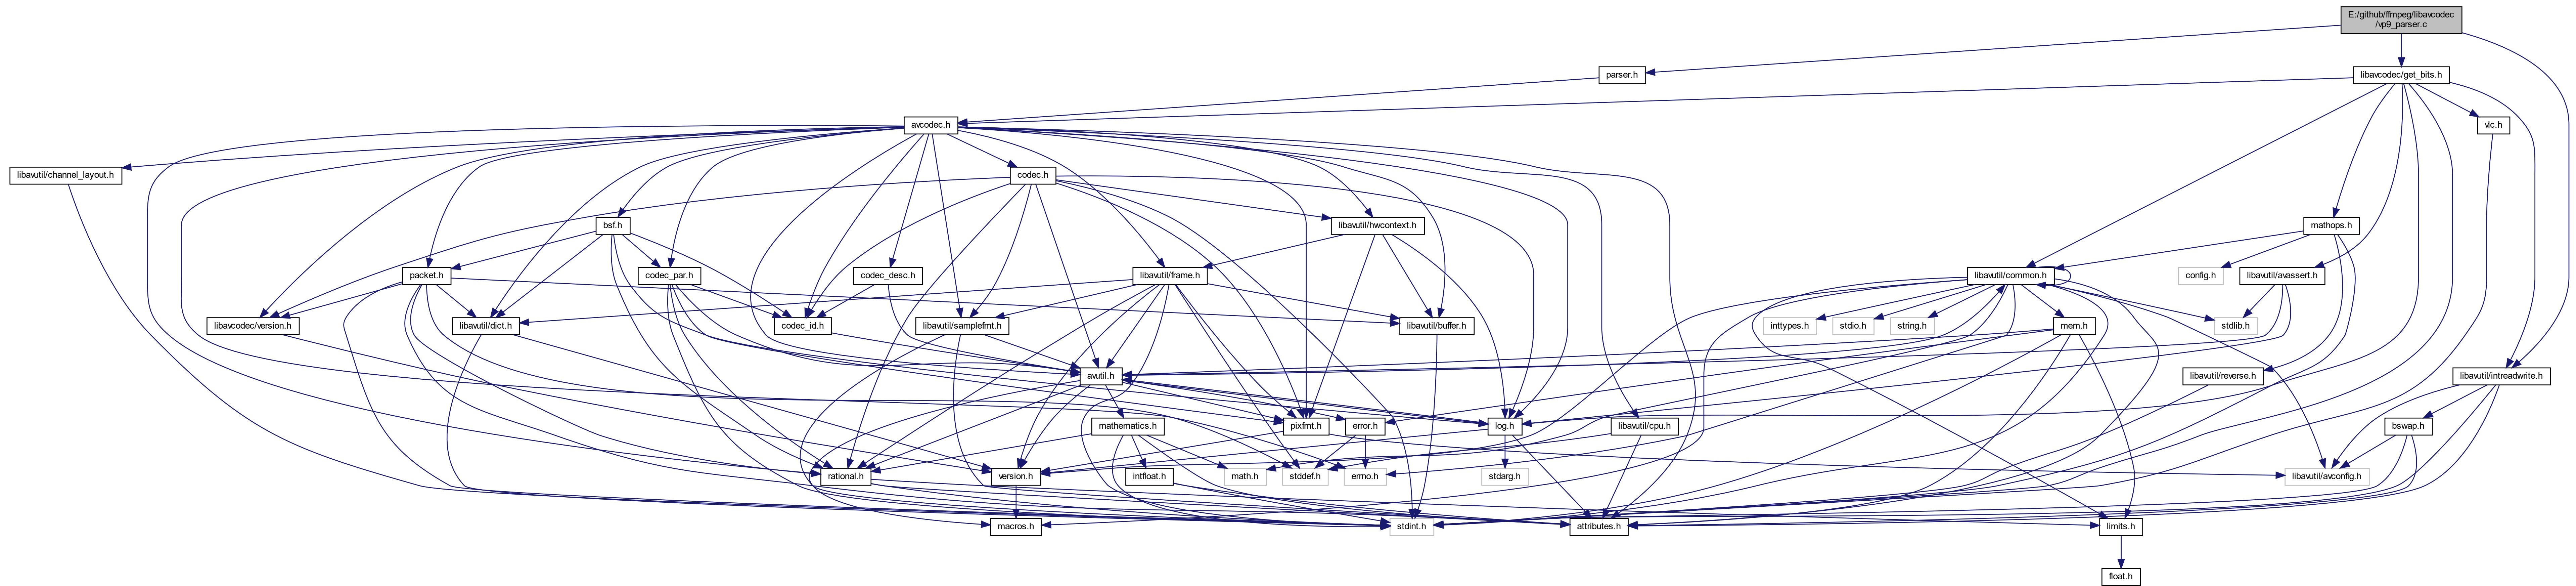 E:/github/ffmpeg/libavcodec
/vp9_parser.c
parser.h
libavcodec/get_bits.h
avcodec.h
vlc.h
libavutil/channel_layout.h
codec.h
bsf.h
libavutil/hwcontext.h
mathops.h
packet.h
codec_par.h
codec_desc.h
libavutil/frame.h
libavutil/common.h
config.h
libavutil/avassert.h
libavcodec/version.h
libavutil/dict.h
codec_id.h
libavutil/samplefmt.h
libavutil/buffer.h
inttypes.h
stdio.h
string.h
mem.h
stdlib.h
avutil.h
libavutil/reverse.h
libavutil/intreadwrite.h
mathematics.h
pixfmt.h
error.h
log.h
libavutil/cpu.h
bswap.h
rational.h
version.h
intfloat.h
math.h
stddef.h
errno.h
stdarg.h
libavutil/avconfig.h
macros.h
stdint.h
attributes.h
limits.h
float.h